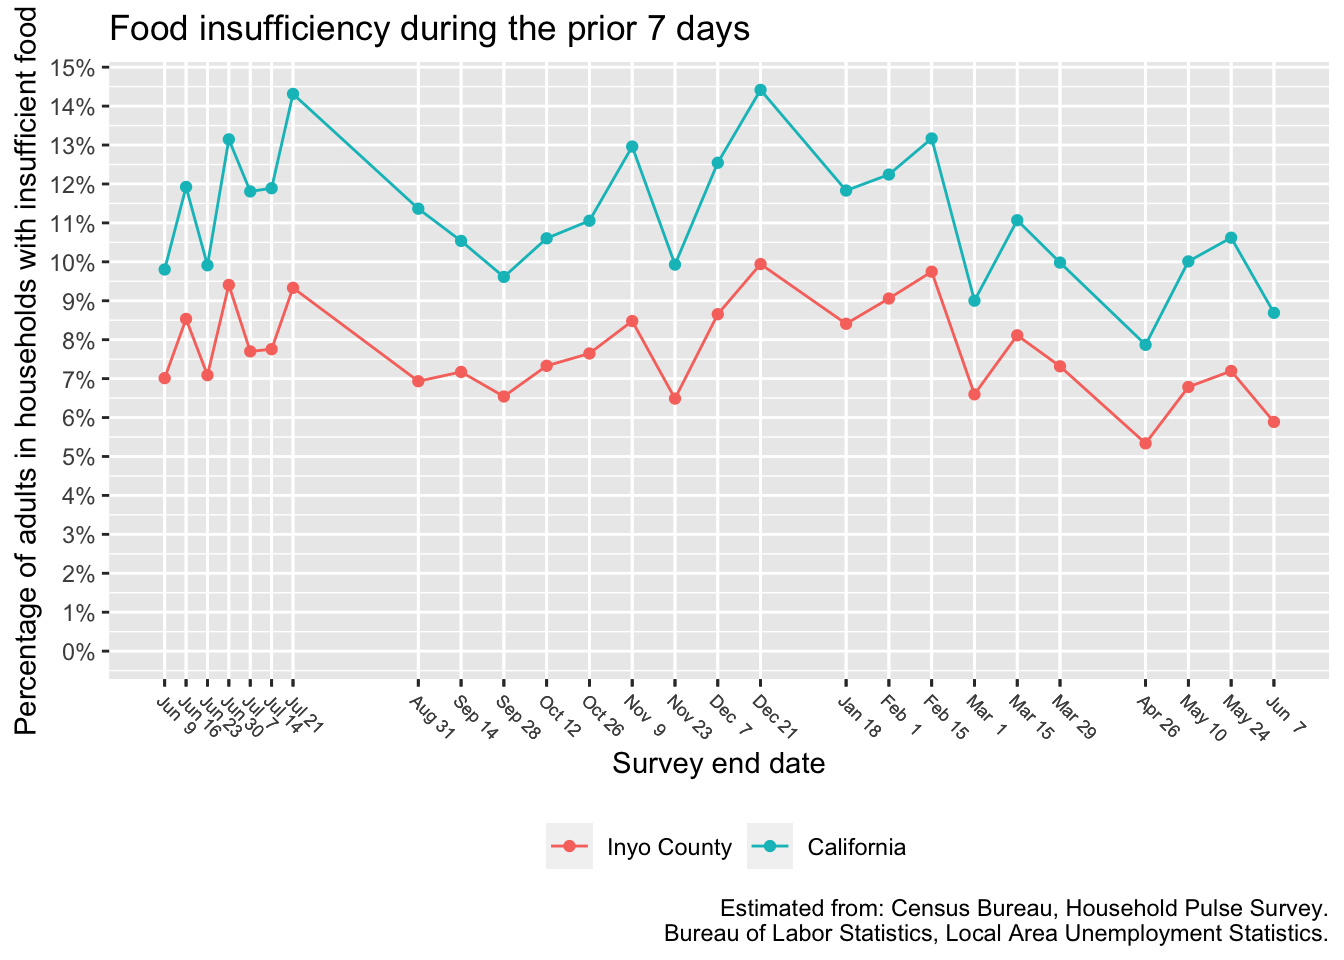 Food insufficiency during the prior 7 days
Percentage of adults in households with insufficient food
15%
14%
13%
12%
11%
10%
9%
8%
7%
6%
5%
4%
3%
2%
1%
0%
Jun 9
Jun 16
Jun 23
Jun 30
Jul 7
Jul 14
Jul 21
Aug 31
Sep 14
Sep 28
Oct 12
Oct 26
Nov 9
Nov 23
Dec 7
Dec 21
Jan 18
Feb 1
Feb 15
Mar 1
Mar 15
Mar 29
Apr 26
May 10
May 24
Jun 7
Survey end date
Inyo County
California
Estimated from: Census Bureau, Household Pulse Survey.
Bureau of Labor Statistics, Local Area Unemployment Statistics.